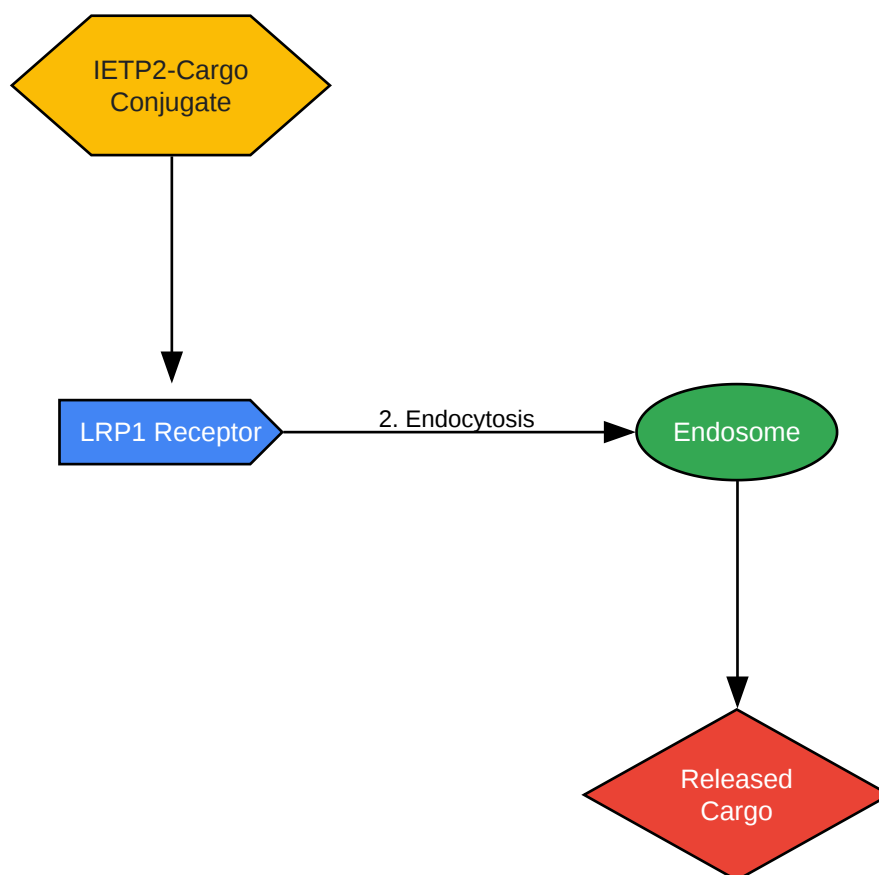 IETP2-Cargo
Conjugate
LRP1 Receptor
2. Endocytosis
Endosome
Released
Cargo